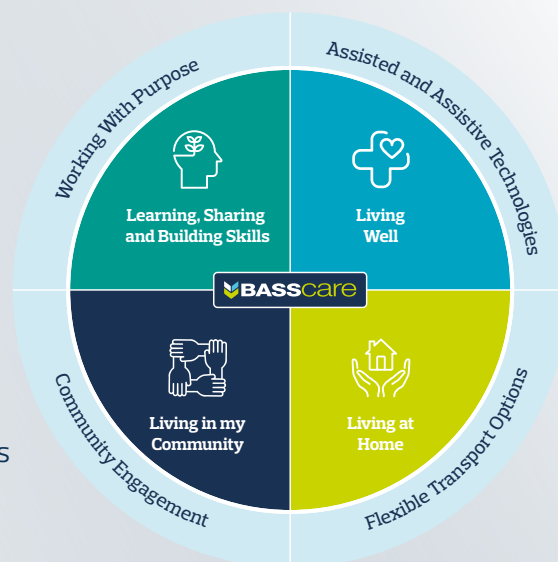 Working With Purpose
Assisted and Assistive Technologies
Learning, Sharing
and Building Skills
Living
Well
BASScare
Living in my
Community
Living at
Home
s
Community Engagement
Flexible Transport Options